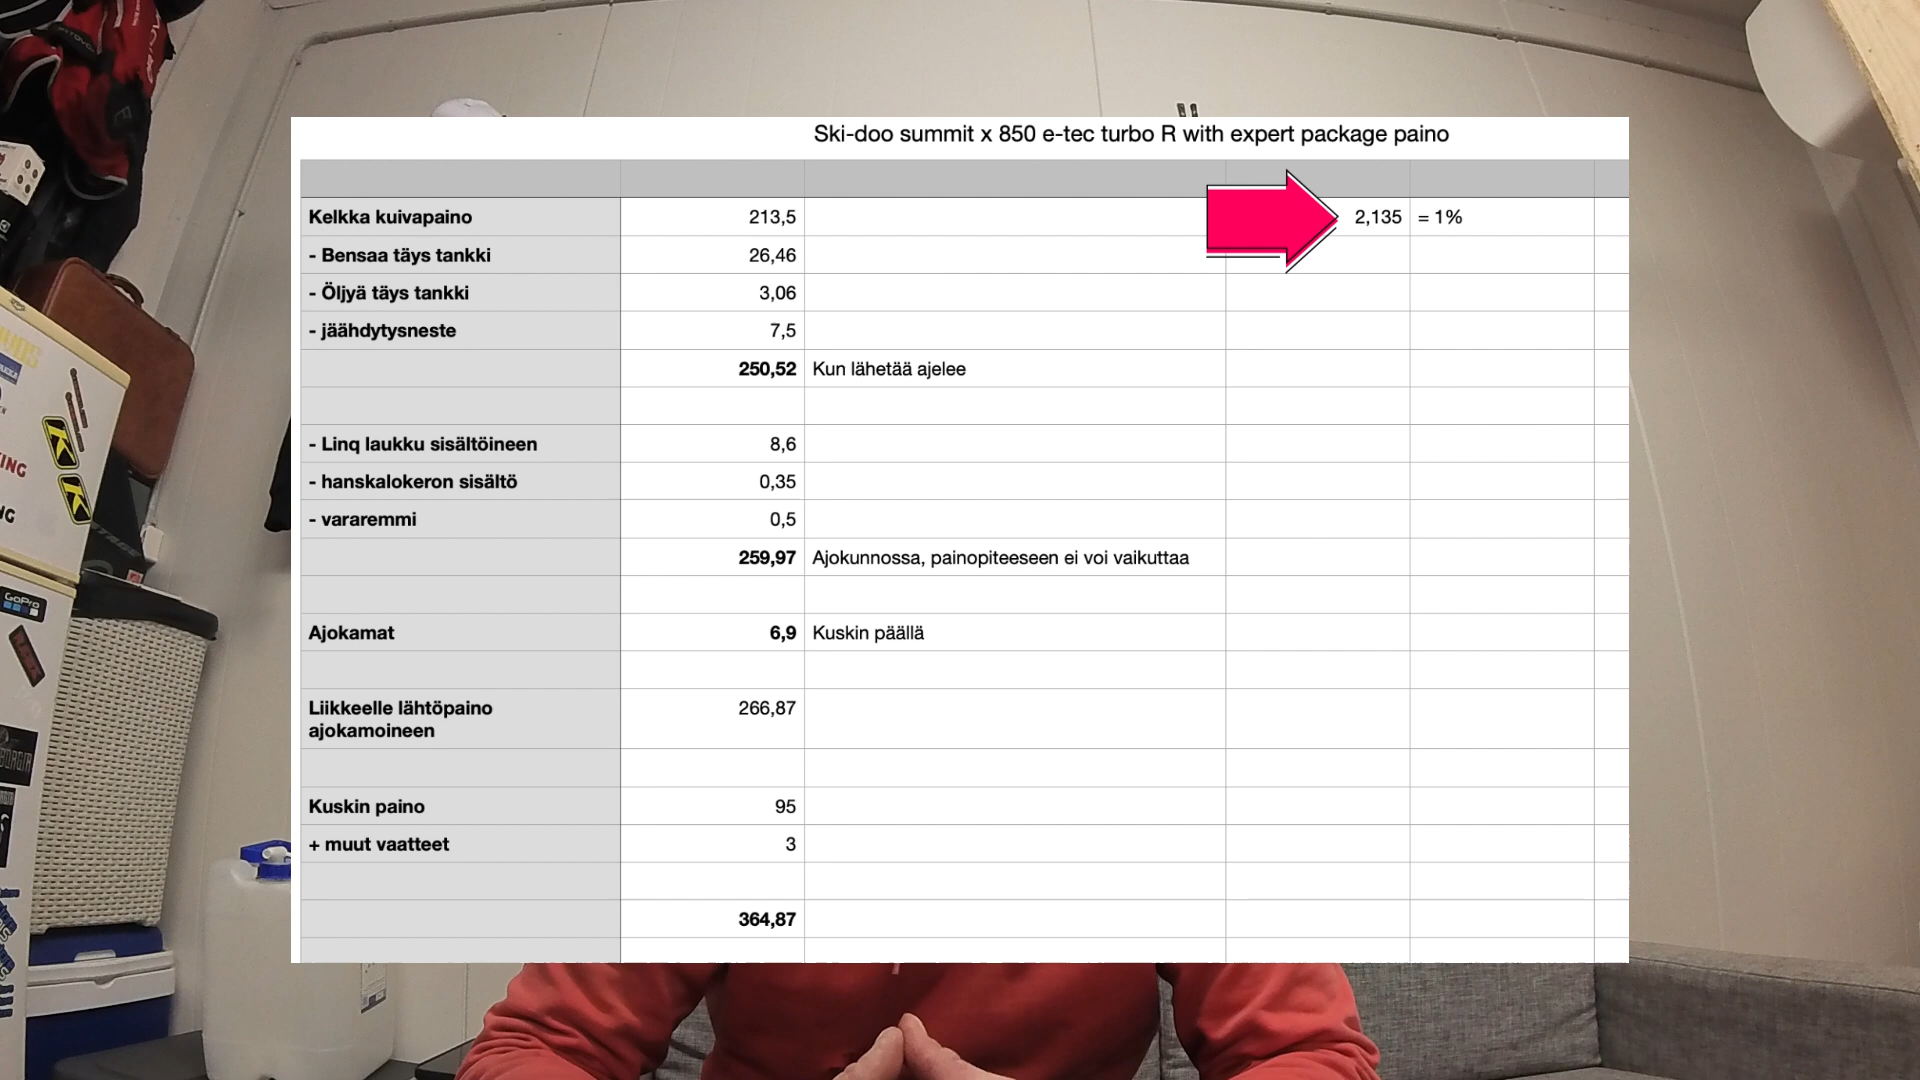 Ski-doo summit x 850 e-tec turbo R with expert package paino
Kelkka kuivapaino 213,5 2,135 = 1%
- Bensaa täys tankki 26,46
- Öljyä täys tankki 3,06
- jäähdytysneste 7,5
250,52 Kun lähetää ajelee
- Linq laukku sisältöineen 8,6
- hanskalokeron sisältö 0,35
- vararemmi 0,5
259,97 Ajokunnossa, painopiteeseen ei voi vaikuttaa
Ajokamat 6,9 Kuskin päällä
Liikkeelle lähtöpaino 266,87
ajokamoineen
Kuskin paino 95
+ muut vaatteet 3
364,87
GoPro